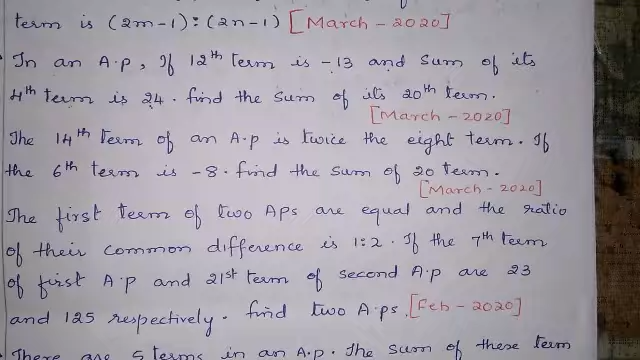 term is (2m-1):(2n-1) [March - 2020]
In an A.p, If 12th term is -13 and sum of its
4th term is 24. find the sum of its 20th term.
[March - 2020]
The 14th term of an A.p is twice the eight term. If
the 6th term is -8. find the sum of 20 term.
[March - 2020]
The first term of two APs are equal and the ratio
of their common difference is 1:2. If the 7th term
of first A.p and 21st term of second A.p are 23
and 125 respectively. find two A.ps. [Feb - 2020]
There are 5 terms in an A.p. The sum of these term